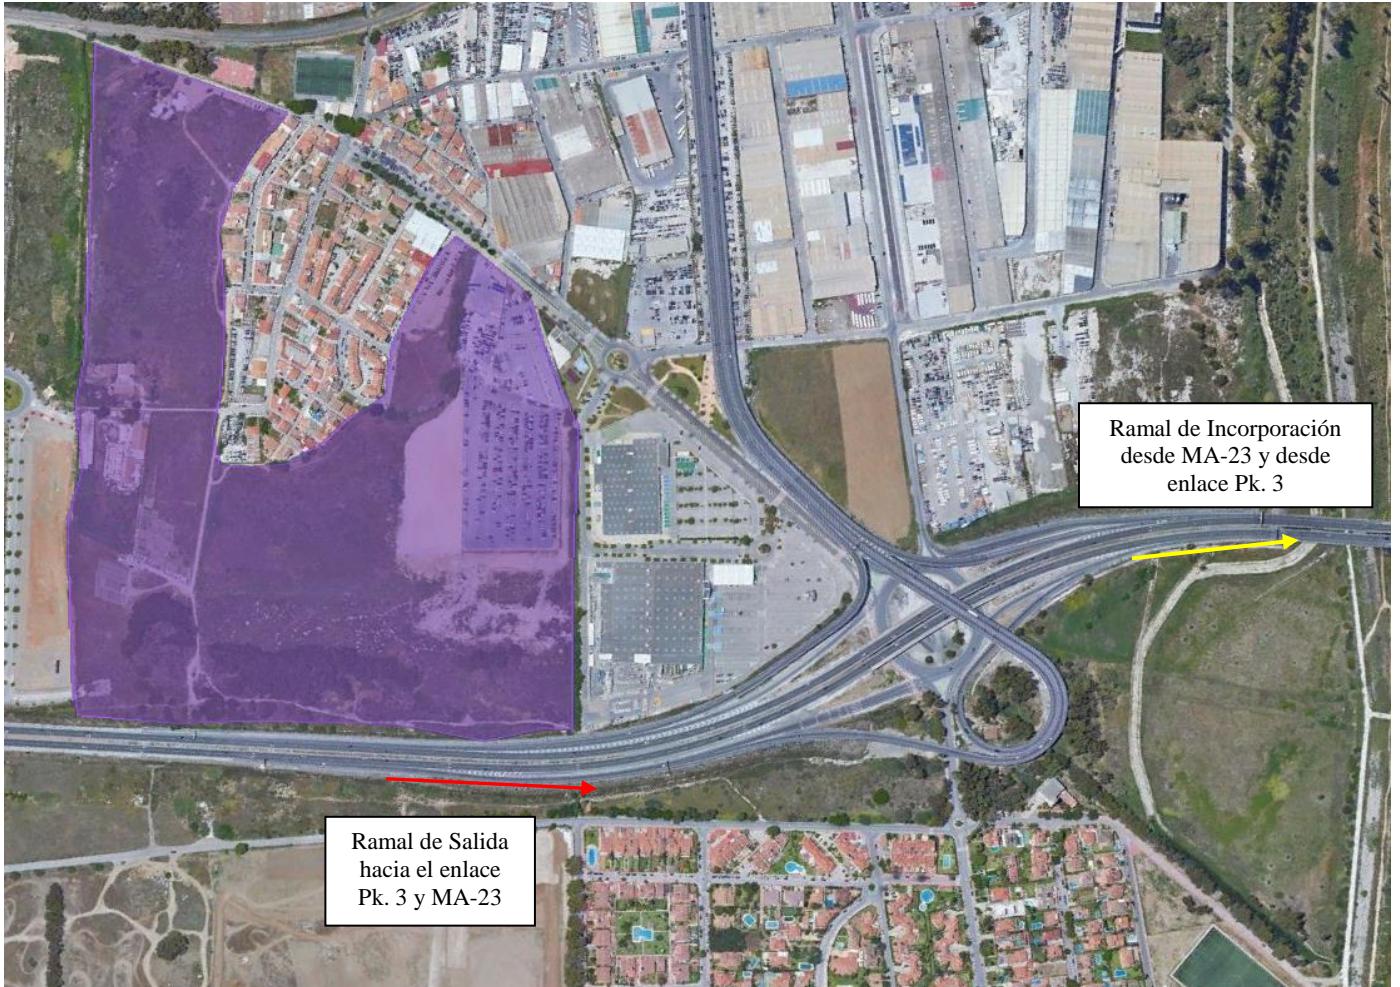 Ramal de Incorporación
desde MA-23 y desde
enlace Pk. 3
Ramal de Salida
hacia el enlace
Pk. 3 y MA-23